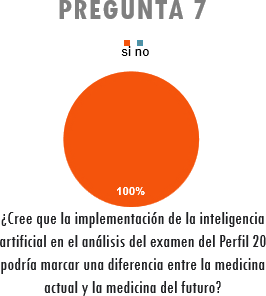 PREGUNTA 7
si no
100%
¿Cree que la implementación de la inteligencia
artificial en el análisis del examen del Perfil 20
podría marcar una diferencia entre la medicina
actual y la medicina del futuro?